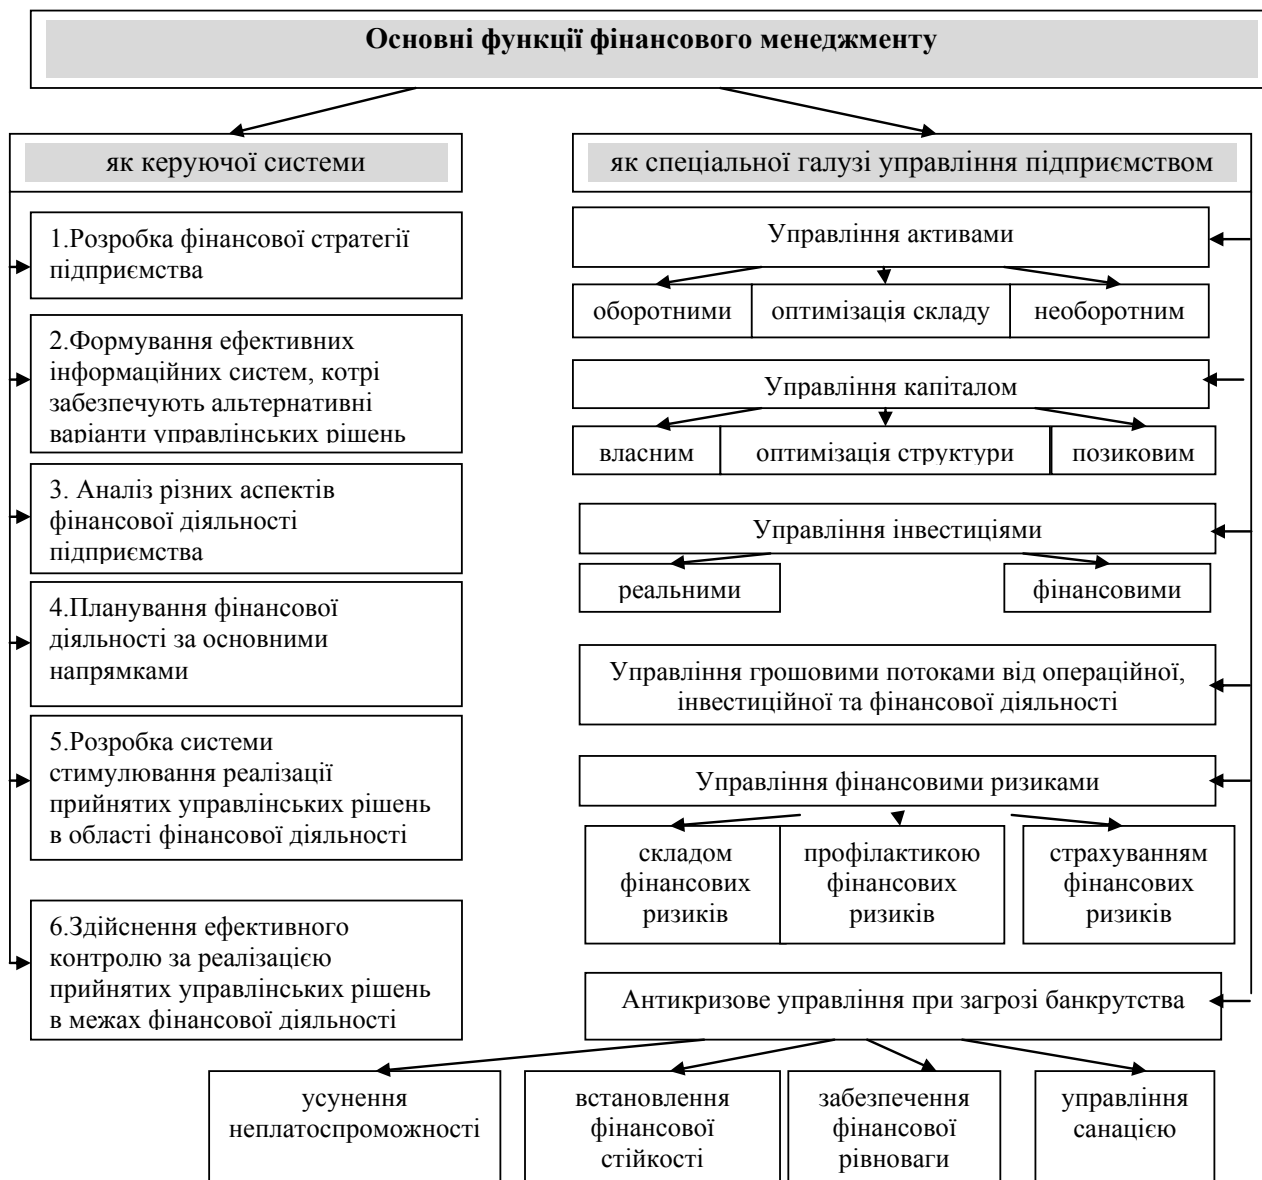 Основні функції фінансового менеджменту
як керуючої системи
1.Розробка фінансової стратегії
підприємства
2.Формування ефективних
інформаційних систем, котрі
забезпечують альтернативні
варіанти управлінських рішень
3. Аналіз різних аспектів
фінансової діяльності
підприємства
4.Планування фінансової
діяльності за основними
напрямками
5.Розробка системи
стимулювання реалізації
прийнятих управлінських рішень
в області фінансової діяльності
6.Здійснення ефективного
контролю за реалізацією
прийнятих управлінських рішень
в межах фінансової діяльності
як спеціальної галузі управління підприємством
Управління активами
оборотними
оптимізація складу
необоротним
Управління капіталом
власним
оптимізація структури
позиковим
Управління інвестиціями
реальними
фінансовими
Управління грошовими потоками від операційної,
інвестиційної та фінансової діяльності
Управління фінансовими ризиками
складом
фінансових
ризиків
профілактикою
фінансових
ризиків
страхуванням
фінансових
ризиків
Антикризове управління при загрозі банкрутства
усунення
неплатоспроможності
встановлення
фінансової
стійкості
забезпечення
фінансової
рівноваги
управління
санацією